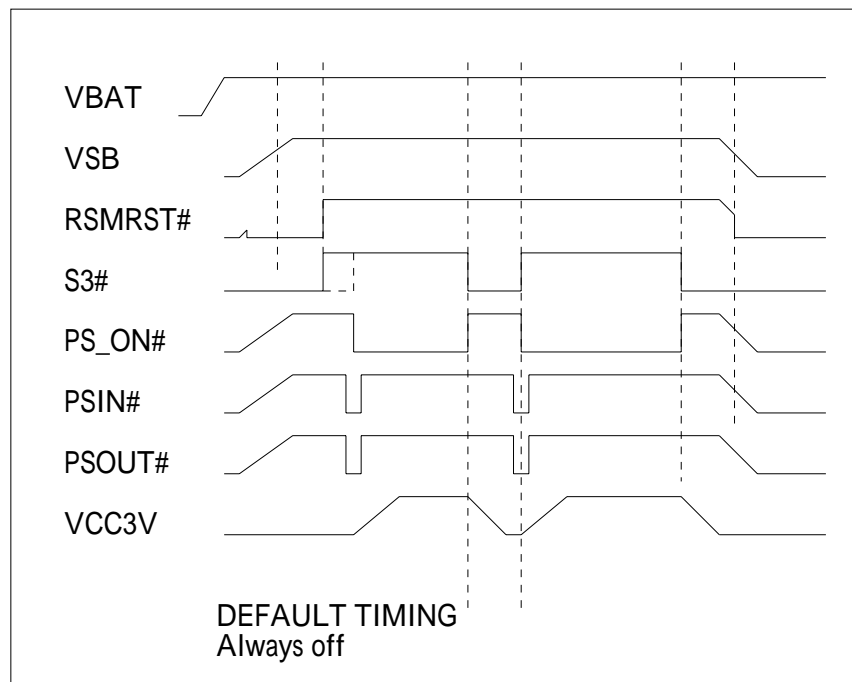 VBAT
VSB
RSMRST#
S3#
PS_ON#
PSIN#
PSOUT#
VCC3V
DEFAULT TIMING
Always off